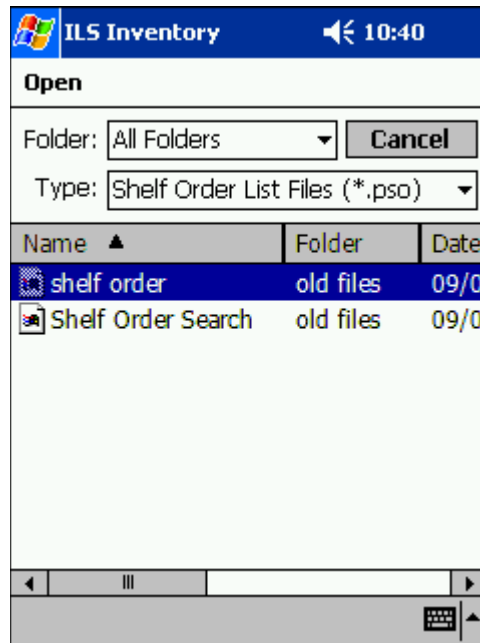 ILS Inventory 10:40
Open
Folder: All Folders Cancel
Type: Shelf Order List Files (*.pso)
Name Folder Date
shelf order old files 09/0
Shelf Order Search old files 09/0